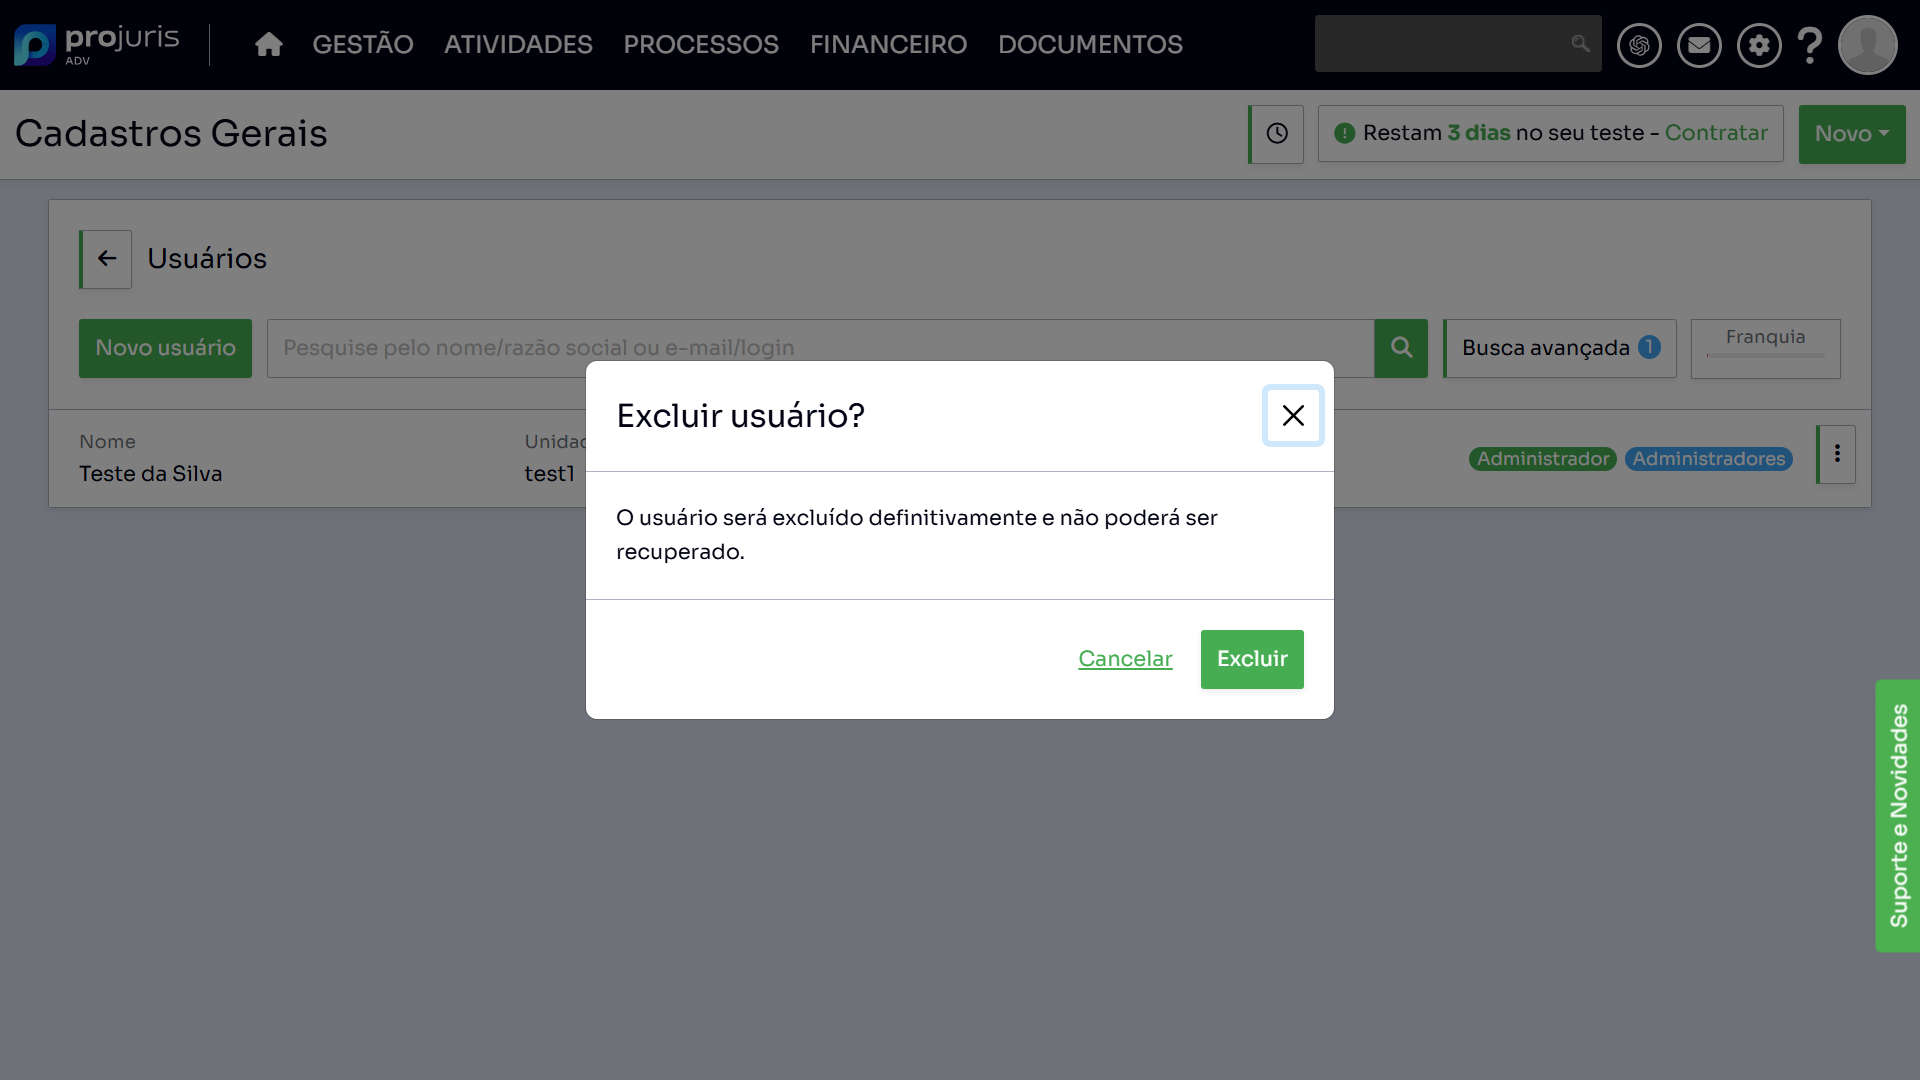 projuris
ADV
GESTÃO
ATIVIDADES
PROCESSOS
FINANCEIRO
DOCUMENTOS
Cadastros Gerais
Restam 3 dias no seu teste - Contratar
Novo
Usuários
Novo usuário
Pesquise pelo nome/razão social ou e-mail/login
Busca avançada 1
Franquia
Nome
Teste da Silva
Unidad
test1
Administrador
Administradores
Excluir usuário?
O usuário será excluído definitivamente e não poderá ser
recuperado.
Cancelar
Excluir
Suporte e Novidades